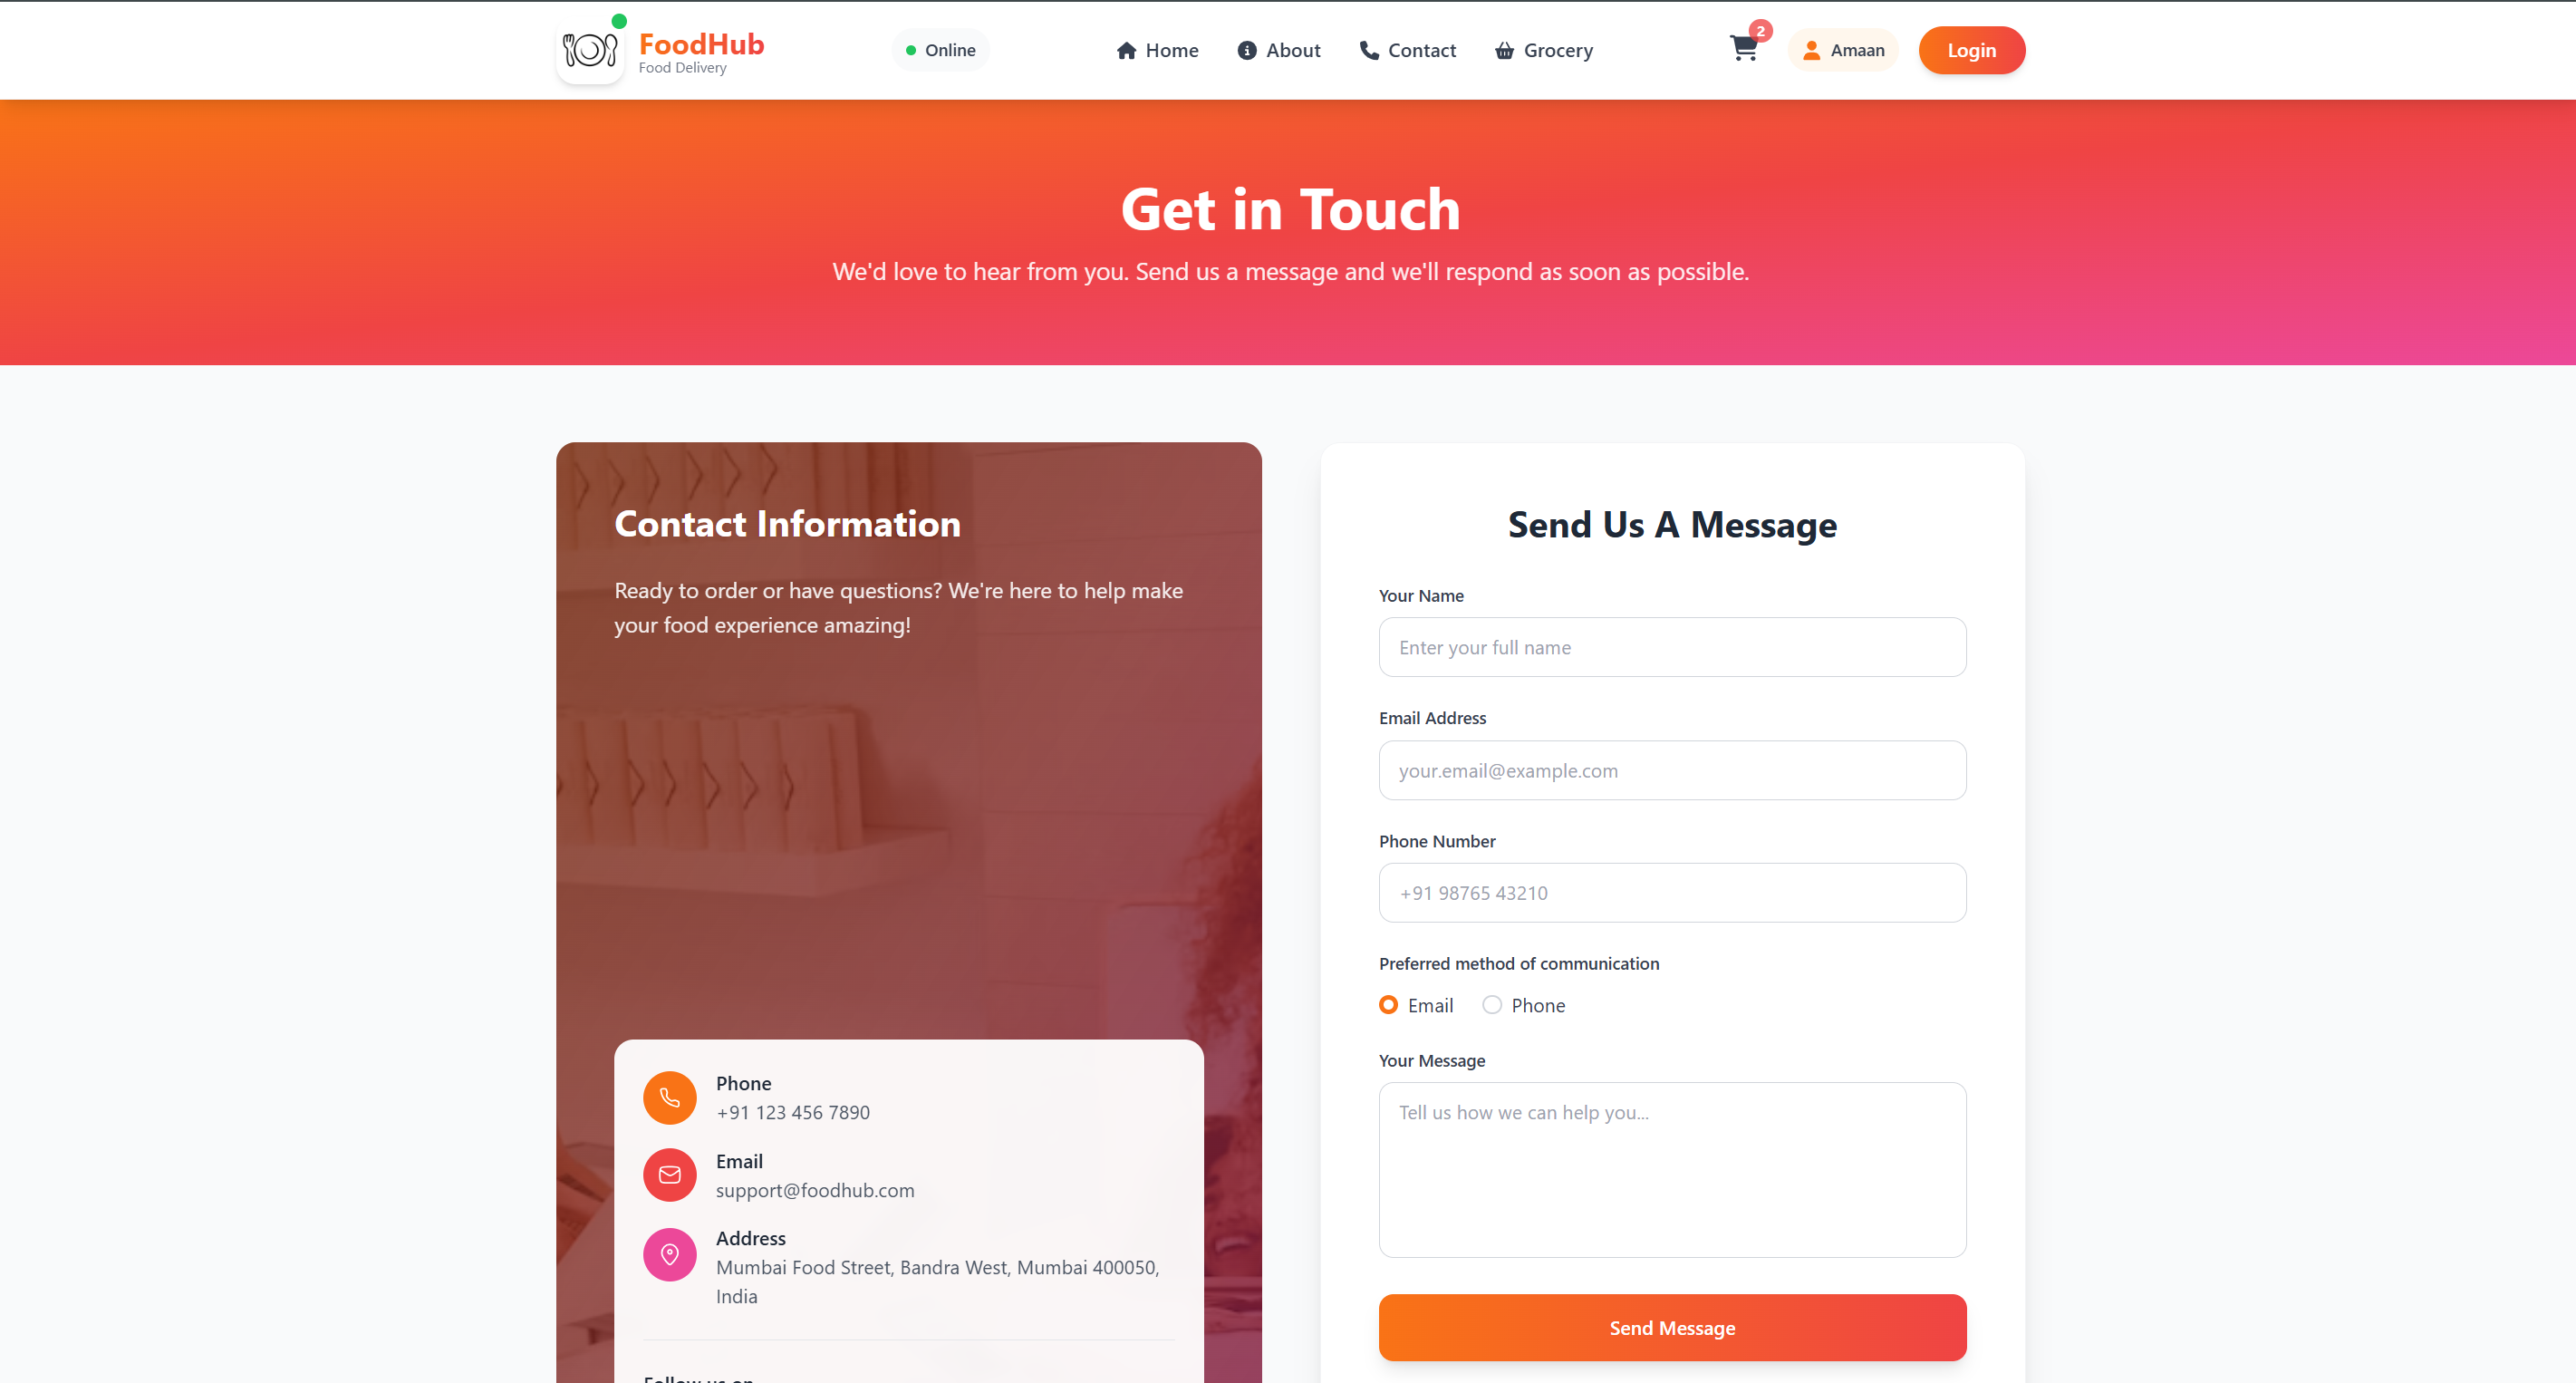 FoodHub
Food Delivery
Online
Home
About
Contact
Grocery
2
Amaan
Login
Get in Touch
We'd love to hear from you. Send us a message and we'll respond as soon as possible.
Contact Information
Ready to order or have questions? We're here to help make
your food experience amazing!
Phone
+91 123 456 7890
Email
support@foodhub.com
Address
Mumbai Food Street, Bandra West, Mumbai 400050,
India
Follow us on
Send Us A Message
Your Name
Enter your full name
Email Address
your.email@example.com
Phone Number
+91 98765 43210
Preferred method of communication
Email
Phone
Your Message
Tell us how we can help you...
Send Message